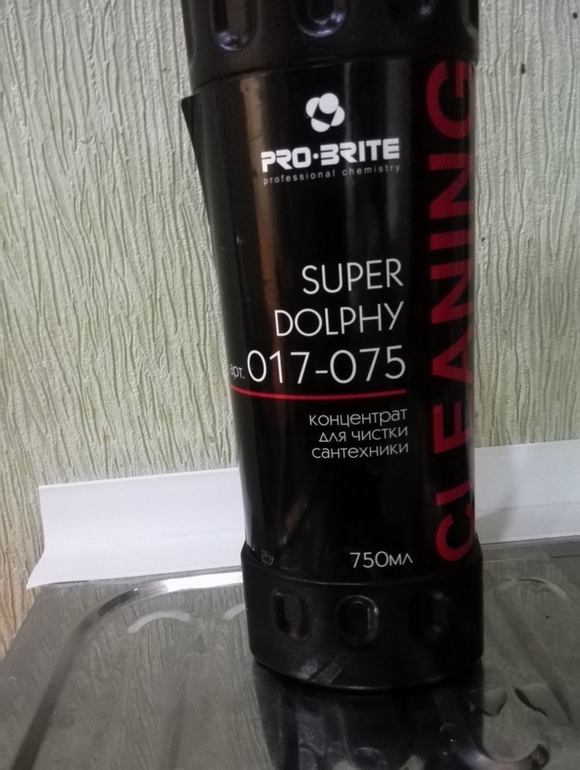 PRO·BRITE
professional chemistry
SUPER
DOLPHY
арт. 017-075
концентрат
для чистки
сантехники
750мл
CLEANING